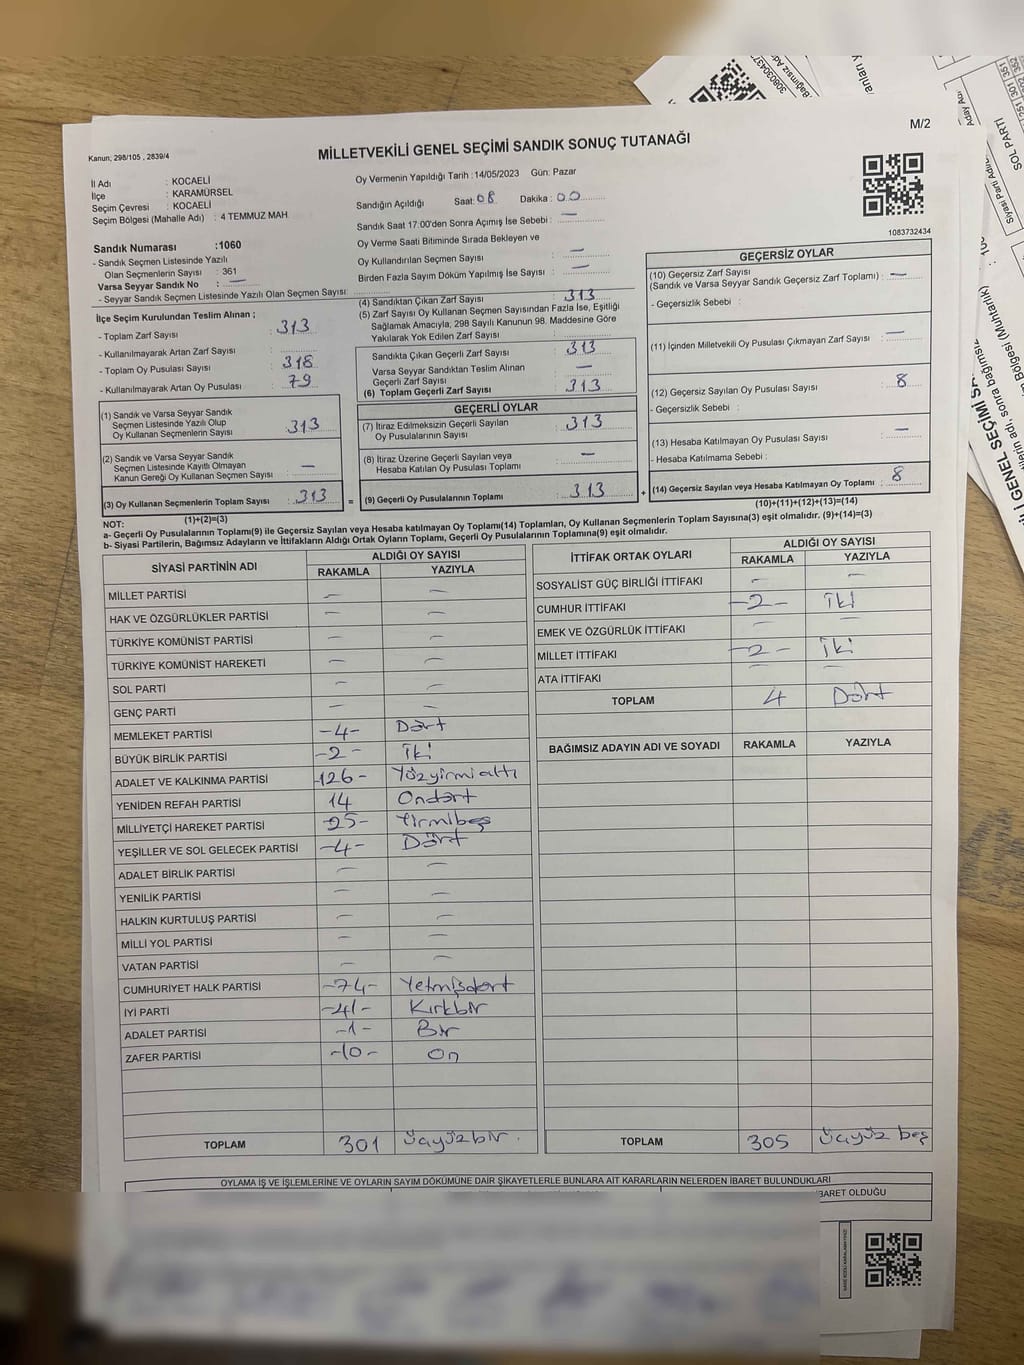 M/2
Kanun, 298/105 , 2839/4
MİLLETVEKİLİ GENEL SEÇİMİ SANDIK SONUÇ TUTANAĞI
İl Adı : KOCAELİ
İlçe : KARAMÜRSEL
Seçim Çevresi : KOCAELİ
Seçim Bölgesi (Mahalle Adı) : 4 TEMMUZ MAH
Sandık Numarası :1060
- Sandık Seçmen Listesinde Yazılı
Olan Seçmenlerin Sayısı : 361
Varsa Seyyar Sandık No : —
- Seyyar Sandık Seçmen Listesinde Yazılı Olan Seçmen Sayısı:
Oy Vermenin Yapıldığı Tarih :14/05/2023 Gün: Pazar
Sandığın Açıldığı Saat: 08 Dakika : 00
Sandık Saat 17:00'den Sonra Açımış İse Sebebi : —
Oy Verme Saati Bitiminde Sırada Bekleyen ve
Oy Kullandırılan Seçmen Sayısı : —
Birden Fazla Sayım Döküm Yapılmış İse Sayısı : —
1083732434
İlçe Seçim Kurulundan Teslim Alınan ;
- Toplam Zarf Sayısı : 313
- Kullanılmayarak Artan Zarf Sayısı :
- Toplam Oy Pusulası Sayısı : 318
- Kullanılmayarak Artan Oy Pusulası : 79
(1) Sandık ve Varsa Seyyar Sandık
Seçmen Listesinde Yazılı Olup
Oy Kullanan Seçmenlerin Sayısı : 313
(2) Sandık ve Varsa Seyyar Sandık
Seçmen Listesinde Kayıtlı Olmayan
Kanun Gereği Oy Kullanan Seçmen Sayısı : —
(3) Oy Kullanan Seçmenlerin Toplam Sayısı : 313 =
(1)+(2)=(3)
(4) Sandıktan Çıkan Zarf Sayısı : 313
(5) Zarf Sayısı Oy Kullanan Seçmen Sayısından Fazla İse, Eşitliği
Sağlamak Amacıyla, 298 Sayılı Kanunun 98. Maddesine Göre
Yakılarak Yok Edilen Zarf Sayısı :
Sandıkta Çıkan Geçerli Zarf Sayısı : 313
Varsa Seyyar Sandıktan Teslim Alınan
Geçerli Zarf Sayısı : —
(6) Toplam Geçerli Zarf Sayısı : 313
GEÇERLİ OYLAR
(7) İtiraz Edilmeksizin Geçerli Sayılan
Oy Pusulalarının Sayısı : 313
(8) İtiraz Üzerine Geçerli Sayılan veya
Hesaba Katılan Oy Pusulası Toplamı : —
(9) Geçerli Oy Pusulalarının Toplamı : 313 +
GEÇERSİZ OYLAR
(10) Geçersiz Zarf Sayısı
(Sandık ve Varsa Seyyar Sandık Geçersiz Zarf Toplamı) : —
- Geçersizlik Sebebi :
(11) İçinden Milletvekili Oy Pusulası Çıkmayan Zarf Sayısı : —
(12) Geçersiz Sayılan Oy Pusulası Sayısı : 8
- Geçersizlik Sebebi :
(13) Hesaba Katılmayan Oy Pusulası Sayısı : —
- Hesaba Katılmama Sebebi :
(14) Geçersiz Sayılan veya Hesaba Katılmayan Oy Toplamı : 8
(10)+(11)+(12)+(13)=(14)
NOT:
a- Geçerli Oy Pusulalarının Toplamı(9) ile Geçersiz Sayılan veya Hesaba katılmayan Oy Toplamı(14) Toplamları, Oy Kullanan Seçmenlerin Toplam Sayısına(3) eşit olmalıdır. (9)+(14)=(3)
b- Siyasi Partilerin, Bağımsız Adayların ve İttifakların Aldığı Ortak Oyların Toplamı, Geçerli Oy Pusulalarının Toplamına(9) eşit olmalıdır.
SİYASİ PARTİNİN ADI ALDIĞI OY SAYISI
RAKAMLA YAZIYLA
MİLLET PARTİSİ — —
HAK VE ÖZGÜRLÜKLER PARTİSİ — —
TÜRKİYE KOMÜNİST PARTİSİ — —
TÜRKİYE KOMÜNİST HAREKETİ — —
SOL PARTİ — —
GENÇ PARTİ — —
MEMLEKET PARTİSİ -4- Dört
BÜYÜK BİRLİK PARTİSİ -2- İki
ADALET VE KALKINMA PARTİSİ -126- Yüzyirmialtı
YENİDEN REFAH PARTİSİ 14 Ondört
MİLLİYETÇİ HAREKET PARTİSİ -25- Yirmibeş
YEŞİLLER VE SOL GELECEK PARTİSİ -4- Dört
ADALET BİRLİK PARTİSİ — —
YENİLİK PARTİSİ — —
HALKIN KURTULUŞ PARTİSİ — —
MİLLİ YOL PARTİSİ — —
VATAN PARTİSİ — —
CUMHURİYET HALK PARTİSİ -74- Yetmişdört
İYİ PARTİ -41- Kırkbir
ADALET PARTİSİ -1- Bir
ZAFER PARTİSİ -10- On
TOPLAM 301 Üçyüzbir.
İTTİFAK ORTAK OYLARI ALDIĞI OY SAYISI
RAKAMLA YAZIYLA
SOSYALİST GÜÇ BİRLİĞİ İTTİFAKI — —
CUMHUR İTTİFAKI -2- İki
EMEK VE ÖZGÜRLÜK İTTİFAKI — —
MİLLET İTTİFAKI -2- İki
ATA İTTİFAKI — —
TOPLAM 4 Dört
BAĞIMSIZ ADAYIN ADI VE SOYADI RAKAMLA YAZIYLA
TOPLAM 305 Üçyüz beş
OYLAMA İŞ VE İŞLEMLERİNE VE OYLARIN SAYIM DÖKÜMÜNE DAİR ŞİKAYETLERLE BUNLARA AİT KARARLARIN NELERDEN İBARET BULUNDUKLARI
BARET OLDUĞU
SOL PARTİ